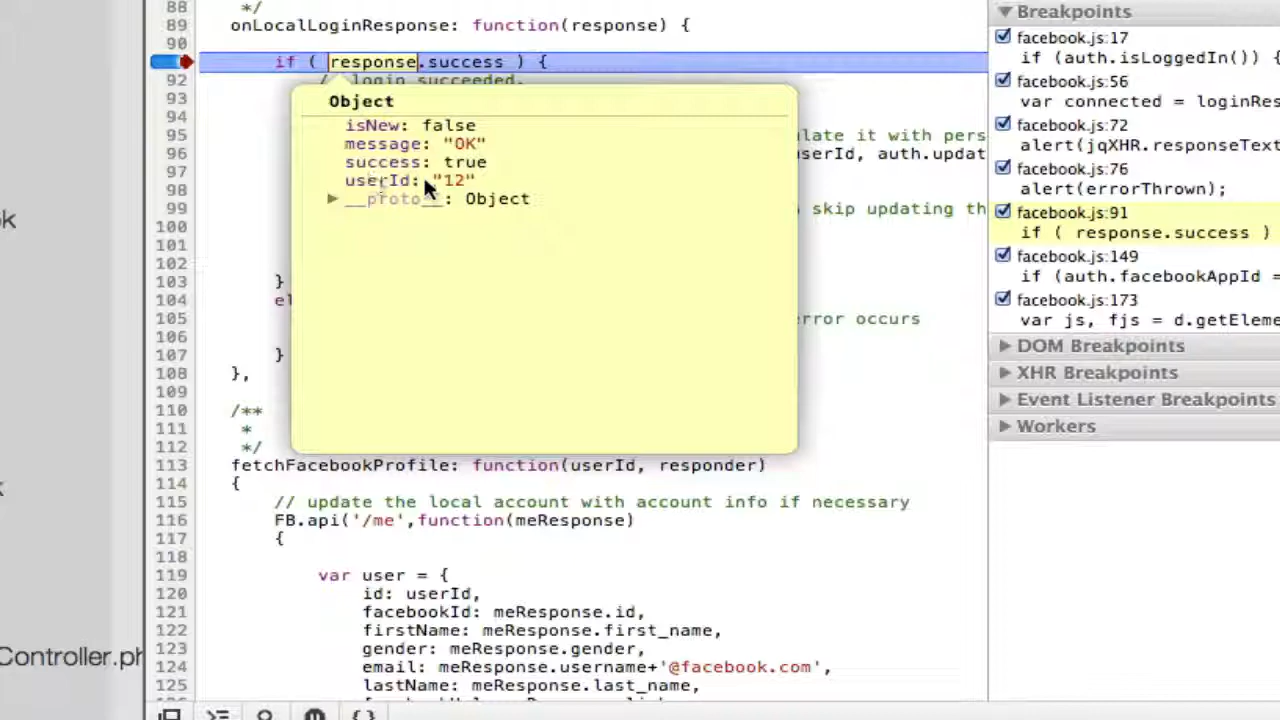 88 */
89 onLocalLoginResponse: function(response) {
90
if ( response.success ) {
92 // login succeeded.
93
94
95 late it with pers
96 userId, auth.updat
97
98
99 skip updating th
100
101
102
103 }
104 el
105 error occurs
106
107 }
108 },
109
110 /**
111 *
112 */
113 fetchFacebookProfile: function(userId, responder)
114 {
115 // update the local account with account info if necessary
116 FB.api('/me',function(meResponse)
117 {
118
119 var user = {
120 id: userId,
121 facebookId: meResponse.id,
122 firstName: meResponse.first_name,
123 gender: meResponse.gender,
124 email: meResponse.username+'@facebook.com',
125 lastName: meResponse.last_name,
Object
isNew: false
message: "OK"
success: true
userId: "12"
__proto__: Object
Breakpoints
facebook.js:17
if (auth.isLoggedIn()) {
facebook.js:56
var connected = loginRes
facebook.js:72
alert(jqXHR.responseText
facebook.js:76
alert(errorThrown);
facebook.js:91
if ( response.success )
facebook.js:149
if (auth.facebookAppId =
facebook.js:173
var js, fjs = d.getEleme
DOM Breakpoints
XHR Breakpoints
Event Listener Breakpoints
Workers
ok
k
Controller.ph